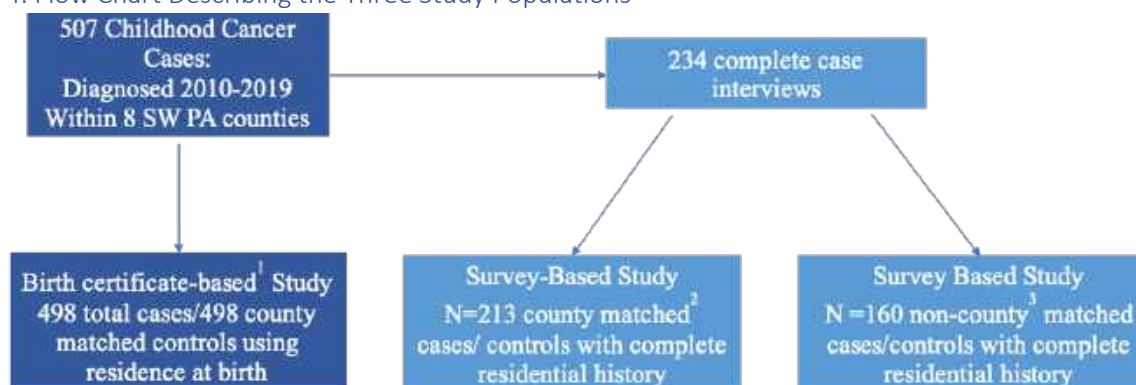 4. Flow Chart Describing the Three Study Populations
507 Childhood Cancer
Cases:
Diagnosed 2010-2019
Within 8 SW PA counties
234 complete case
interviews
Birth certificate-based1 Study
498 total cases/498 county
matched controls using
residence at birth
Survey-Based Study
N=213 county matched2
cases/ controls with complete
residential history
Survey Based Study
N =160 non-county3 matched
cases/controls with complete
residential history